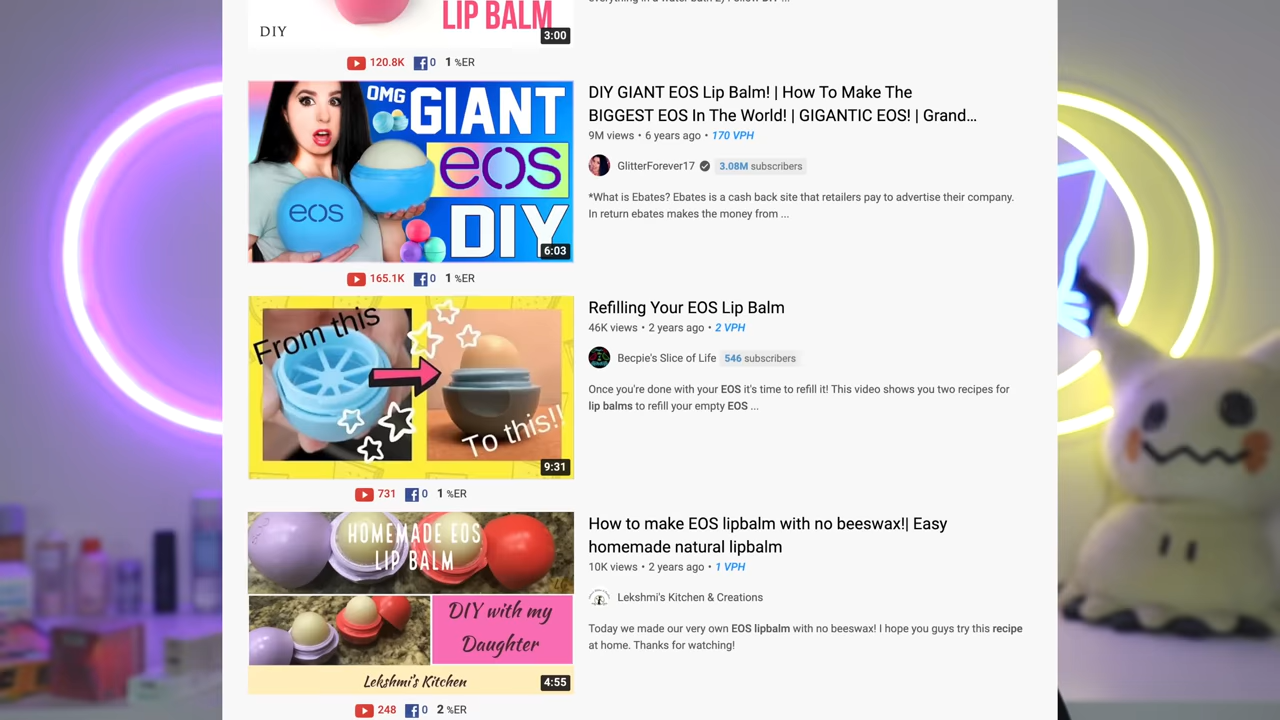 everything in a water bath 2) Follow DIY ...
LIP BALM
DIY
3:00
120.8K 0 1 %ER
OMG GIANT
eos
DIY
eos
6:03
DIY GIANT EOS Lip Balm! | How To Make The
BIGGEST EOS In The World! | GIGANTIC EOS! | Grand…
9M views • 6 years ago • 170 VPH
GlitterForever17 3.08M subscribers
*What is Ebates? Ebates is a cash back site that retailers pay to advertise their company.
In return ebates makes the money from ...
165.1K 0 1 %ER
From this
To this!!
9:31
Refilling Your EOS Lip Balm
46K views • 2 years ago • 2 VPH
Becpie's Slice of Life 546 subscribers
Once you're done with your EOS it's time to refill it! This video shows you two recipes for
lip balms to refill your empty EOS ...
731 0 1 %ER
HOMEMADE EOS
LIP BALM
DIY with my
Daughter
Lekshmi's Kitchen
4:55
How to make EOS lipbalm with no beeswax!| Easy
homemade natural lipbalm
10K views • 2 years ago • 1 VPH
Lekshmi's Kitchen & Creations
Today we made our very own EOS lipbalm with no beeswax! I hope you guys try this recipe
at home. Thanks for watching!
248 0 2 %ER